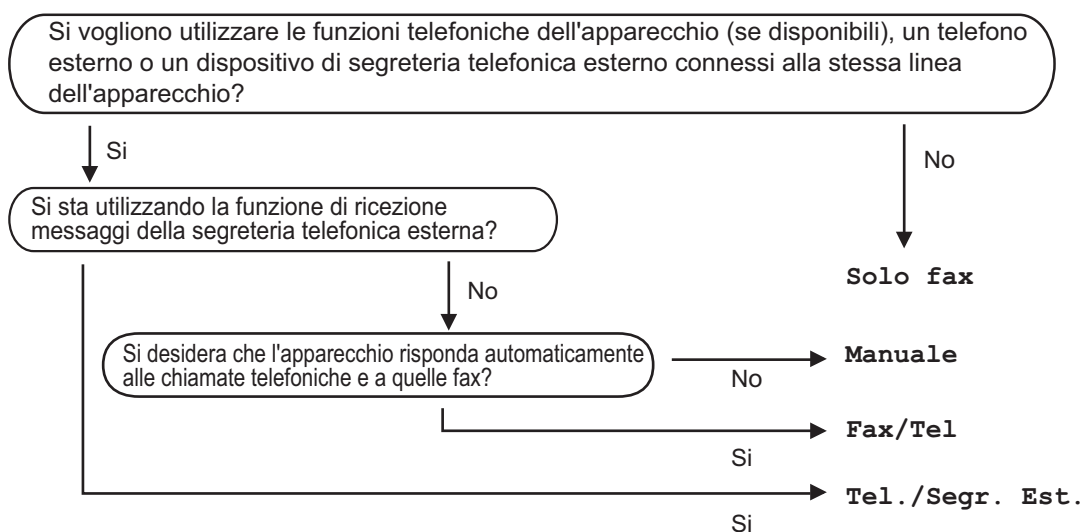 Si vogliono utilizzare le funzioni telefoniche dell'apparecchio (se disponibili), un telefono
esterno o un dispositivo di segreteria telefonica esterno connessi alla stessa linea
dell'apparecchio?
Si
No
Si sta utilizzando la funzione di ricezione
messaggi della segreteria telefonica esterna?
Solo fax
No
Si desidera che l'apparecchio risponda automaticamente
alle chiamate telefoniche e a quelle fax?
Manuale
No
Fax/Tel
Si
Tel./Segr. Est.
Si